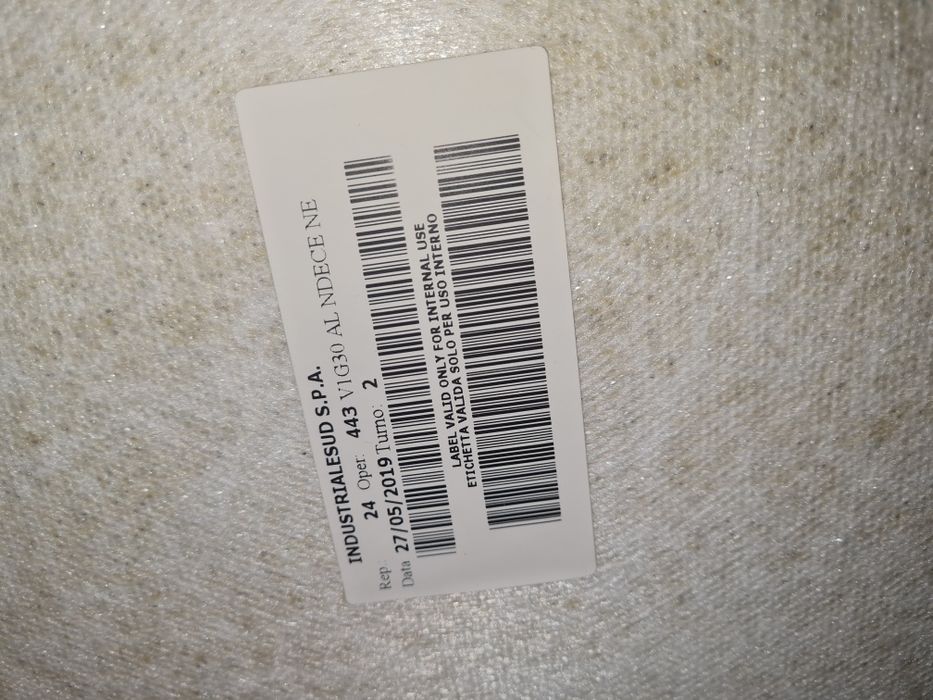 INDUSTRIALESUD S.P.A.
Rep.: 24 Oper: 443 V1G30 AL NDECE NE
Data 27/05/2019 Turno: 2
LABEL VALID ONLY FOR INTERNAL USE
ETICHETTA VALIDA SOLO PER USO INTERNO